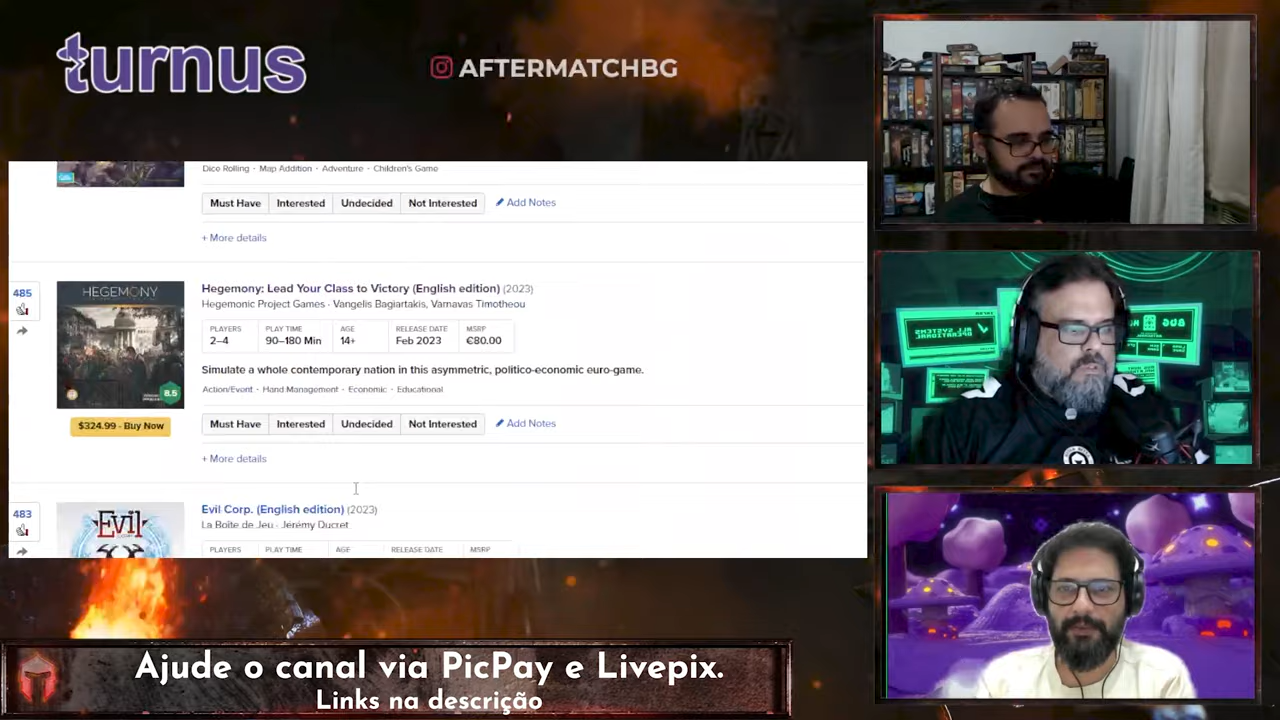 turnus
AFTERMATCHBG
Dice Rolling - Map Addition - Adventure - Children's Game
Must Have Interested Undecided Not Interested Add Notes
+ More details
485
HEGEMONY
8.5
$324.99 - Buy Now
Hegemony: Lead Your Class to Victory (English edition) (2023)
Hegemonic Project Games - Vangelis Bagiartakis, Varnavas Timotheou
PLAYERS PLAY TIME AGE RELEASE DATE MSRP
2–4 90–180 Min 14+ Feb 2023 €80.00
Simulate a whole contemporary nation in this asymmetric, politico-economic euro-game.
Action/Event - Hand Management - Economic - Educational
Must Have Interested Undecided Not Interested Add Notes
+ More details
483
Evil
Evil Corp. (English edition) (2023)
La Boîte de Jeu - Jérémy Ducret
PLAYERS PLAY TIME AGE RELEASE DATE MSRP
ALL SYSTEMS
OPERATIONAL
Ajude o canal via PicPay e Livepix.
Links na descrição